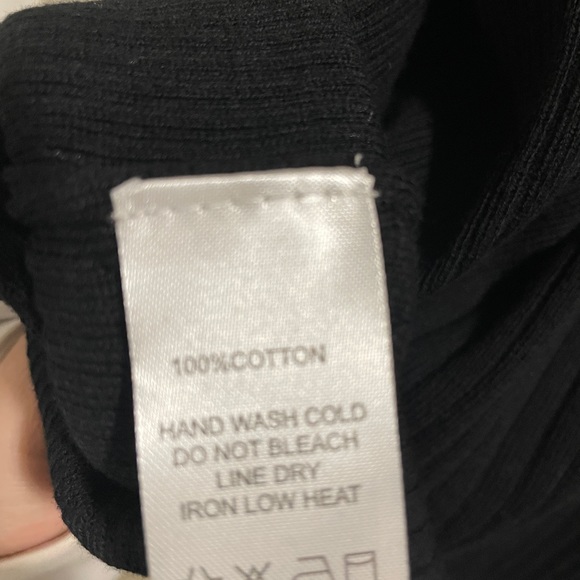 100%COTTON
HAND WASH COLD
DO NOT BLEACH
LINE DRY
IRON LOW HEAT